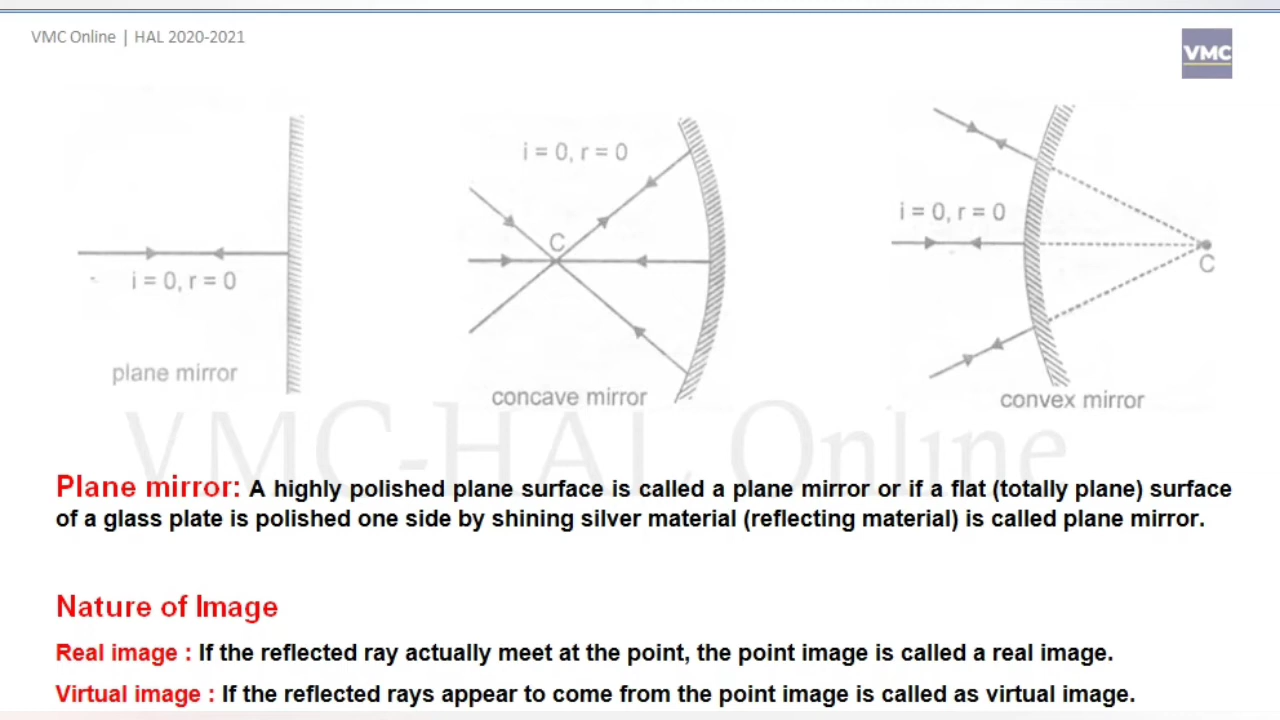 VMC Online | HAL 2020-2021
VMC
i = 0, r = 0
C
i = 0, r = 0
i = 0, r = 0
C
plane mirror
concave mirror
convex mirror
VMC-HAL Online
Plane mirror: A highly polished plane surface is called a plane mirror or if a flat (totally plane) surface
of a glass plate is polished one side by shining silver material (reflecting material) is called plane mirror.
Nature of Image
Real image : If the reflected ray actually meet at the point, the point image is called a real image.
Virtual image : If the reflected rays appear to come from the point image is called as virtual image.